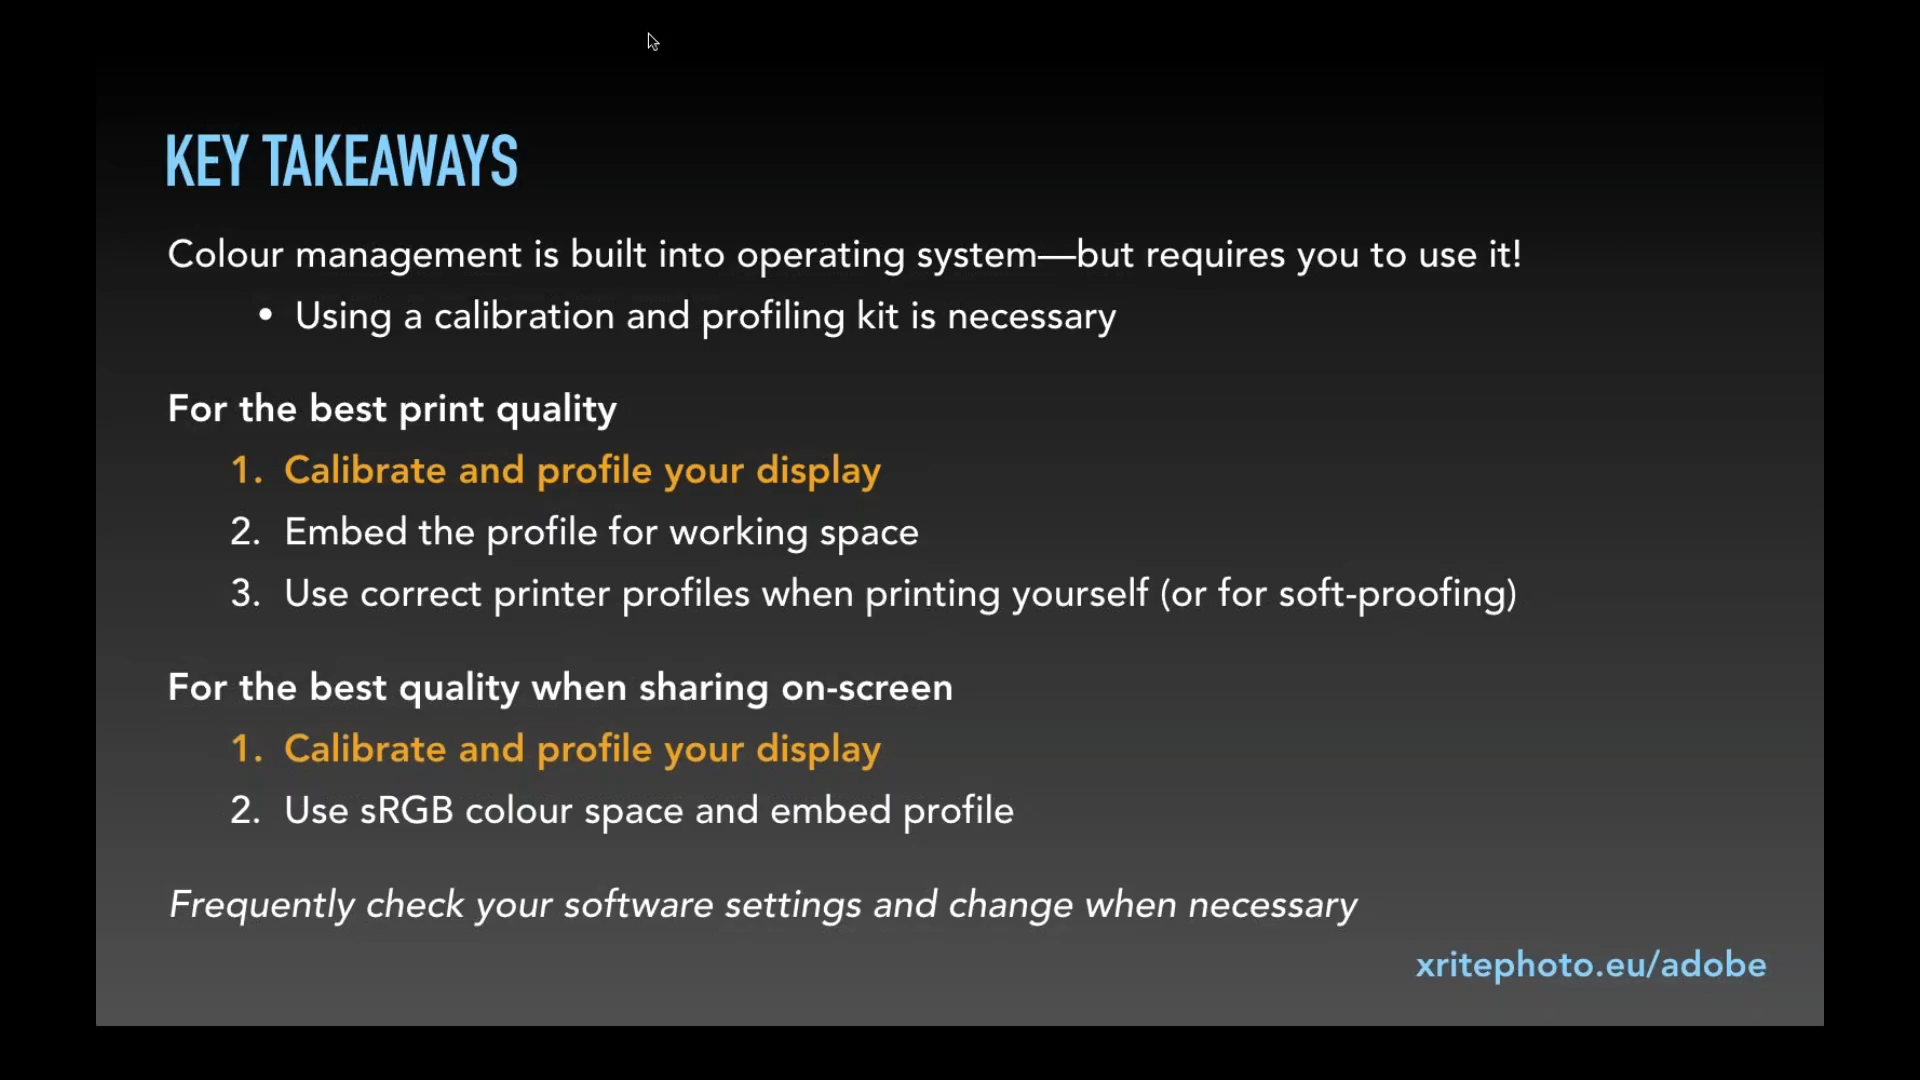 KEY TAKEAWAYS
Colour management is built into operating system—but requires you to use it!
• Using a calibration and profiling kit is necessary
For the best print quality
1. Calibrate and profile your display
2. Embed the profile for working space
3. Use correct printer profiles when printing yourself (or for soft-proofing)
For the best quality when sharing on-screen
1. Calibrate and profile your display
2. Use sRGB colour space and embed profile
Frequently check your software settings and change when necessary
xritephoto.eu/adobe